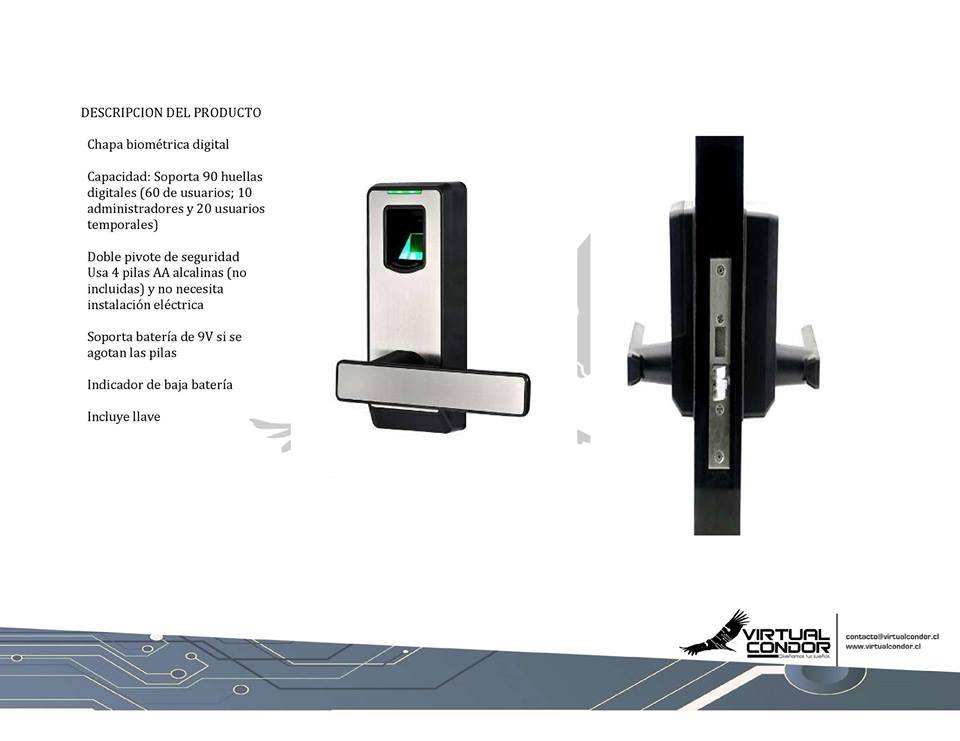 DESCRIPCION DEL PRODUCTO
Chapa biométrica digital
Capacidad: Soporta 90 huellas
digitales (60 de usuarios; 10
administradores y 20 usuarios
temporales)
Doble pivote de seguridad
Usa 4 pilas AA alcalinas (no
incluidas) y no necesita
instalación eléctrica
Soporta batería de 9V si se
agotan las pilas
Indicador de baja batería
Incluye llave
VIRTUAL
CONDOR
Diseñamos tus sueños.
contacto@virtualcondor.cl
www.virtualcondor.cl